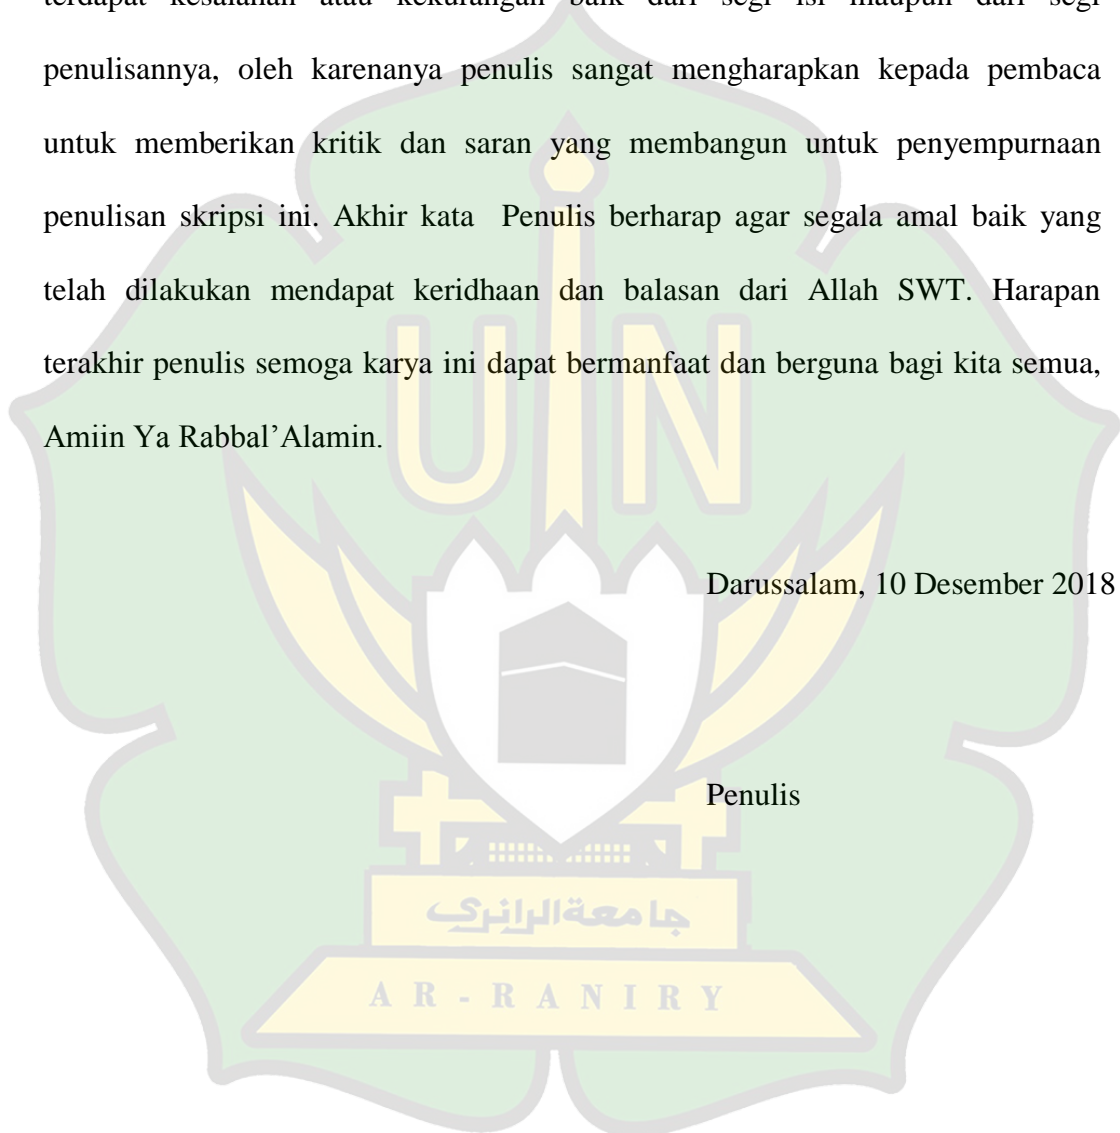 terdapat kesalahan atau kekurangan baik dari segi isi maupun dari segi
penulisannya, oleh karenanya penulis sangat mengharapkan kepada pembaca
untuk memberikan kritik dan saran yang membangun untuk penyempurnaan
penulisan skripsi ini. Akhir kata  Penulis berharap agar segala amal baik yang
telah dilakukan mendapat keridhaan dan balasan dari Allah SWT. Harapan
terakhir penulis semoga karya ini dapat bermanfaat dan berguna bagi kita semua,
Amiin Ya Rabbal’Alamin.
UIN
Darussalam, 10 Desember 2018
Penulis
جامعة الرانري
AR-RANIRY